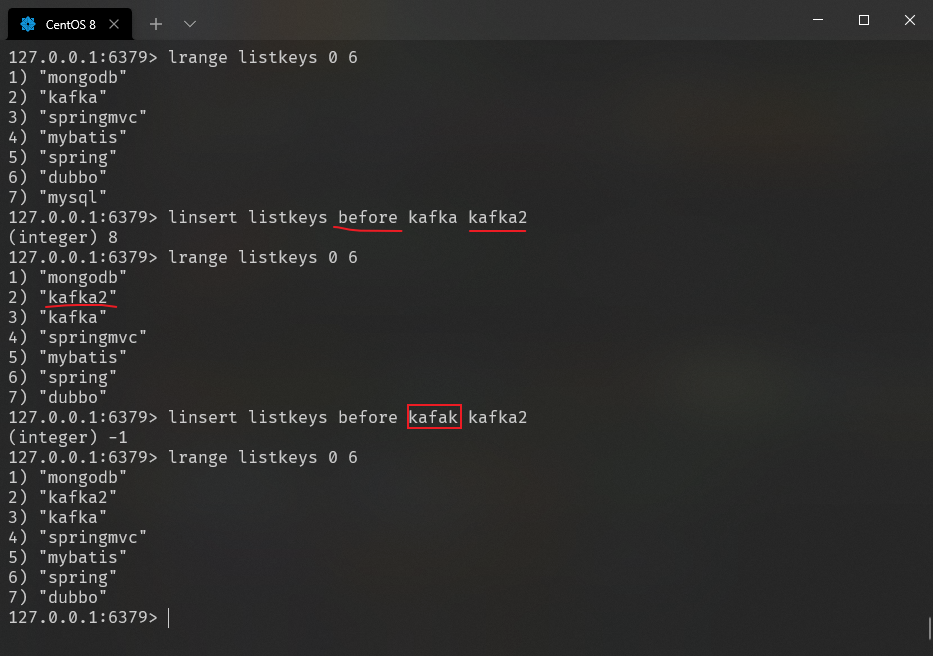 CentOS 8
127.0.0.1:6379> lrange listkeys 0 6
1) "mongodb"
2) "kafka"
3) "springmvc"
4) "mybatis"
5) "spring"
6) "dubbo"
7) "mysql"
127.0.0.1:6379> linsert listkeys before kafka kafka2
(integer) 8
127.0.0.1:6379> lrange listkeys 0 6
1) "mongodb"
2) "kafka2"
3) "kafka"
4) "springmvc"
5) "mybatis"
6) "spring"
7) "dubbo"
127.0.0.1:6379> linsert listkeys before kafak kafka2
(integer) -1
127.0.0.1:6379> lrange listkeys 0 6
1) "mongodb"
2) "kafka2"
3) "kafka"
4) "springmvc"
5) "mybatis"
6) "spring"
7) "dubbo"
127.0.0.1:6379>